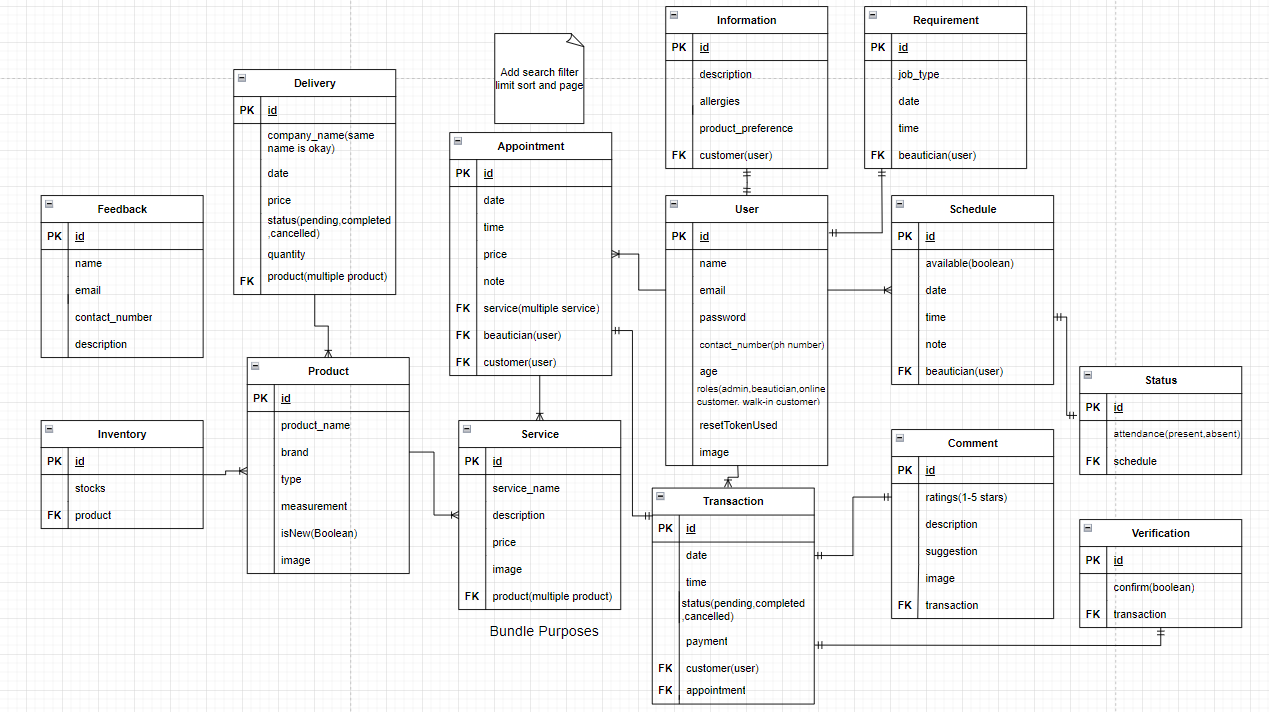 Information
PK id
description
allergies
product_preference
FK customer(user)
Requirement
PK id
job_type
date
time
FK beautician(user)
Add search filter
limit sort and page
Delivery
PK id
company_name(same
name is okay)
date
price
status(pending,completed
,cancelled)
quantity
FK product(multiple product)
Appointment
PK id
date
time
price
note
FK service(multiple service)
FK beautician(user)
FK customer(user)
Feedback
PK id
name
email
contact_number
description
User
PK id
name
email
password
contact_number(ph number)
age
roles(admin,beautician,online
customer, walk-in customer)
resetTokenUsed
image
Schedule
PK id
available(boolean)
date
time
note
FK beautician(user)
Product
PK id
product_name
brand
type
measurement
isNew(Boolean)
image
Status
PK id
attendance(present,absent)
FK schedule
Inventory
PK id
stocks
FK product
Service
PK id
service_name
description
price
image
FK product(multiple product)
Bundle Purposes
Comment
PK id
ratings(1-5 stars)
description
suggestion
image
FK transaction
Transaction
PK id
date
time
status(pending,completed
,cancelled)
payment
FK customer(user)
FK appointment
Verification
PK id
confirm(boolean)
FK transaction